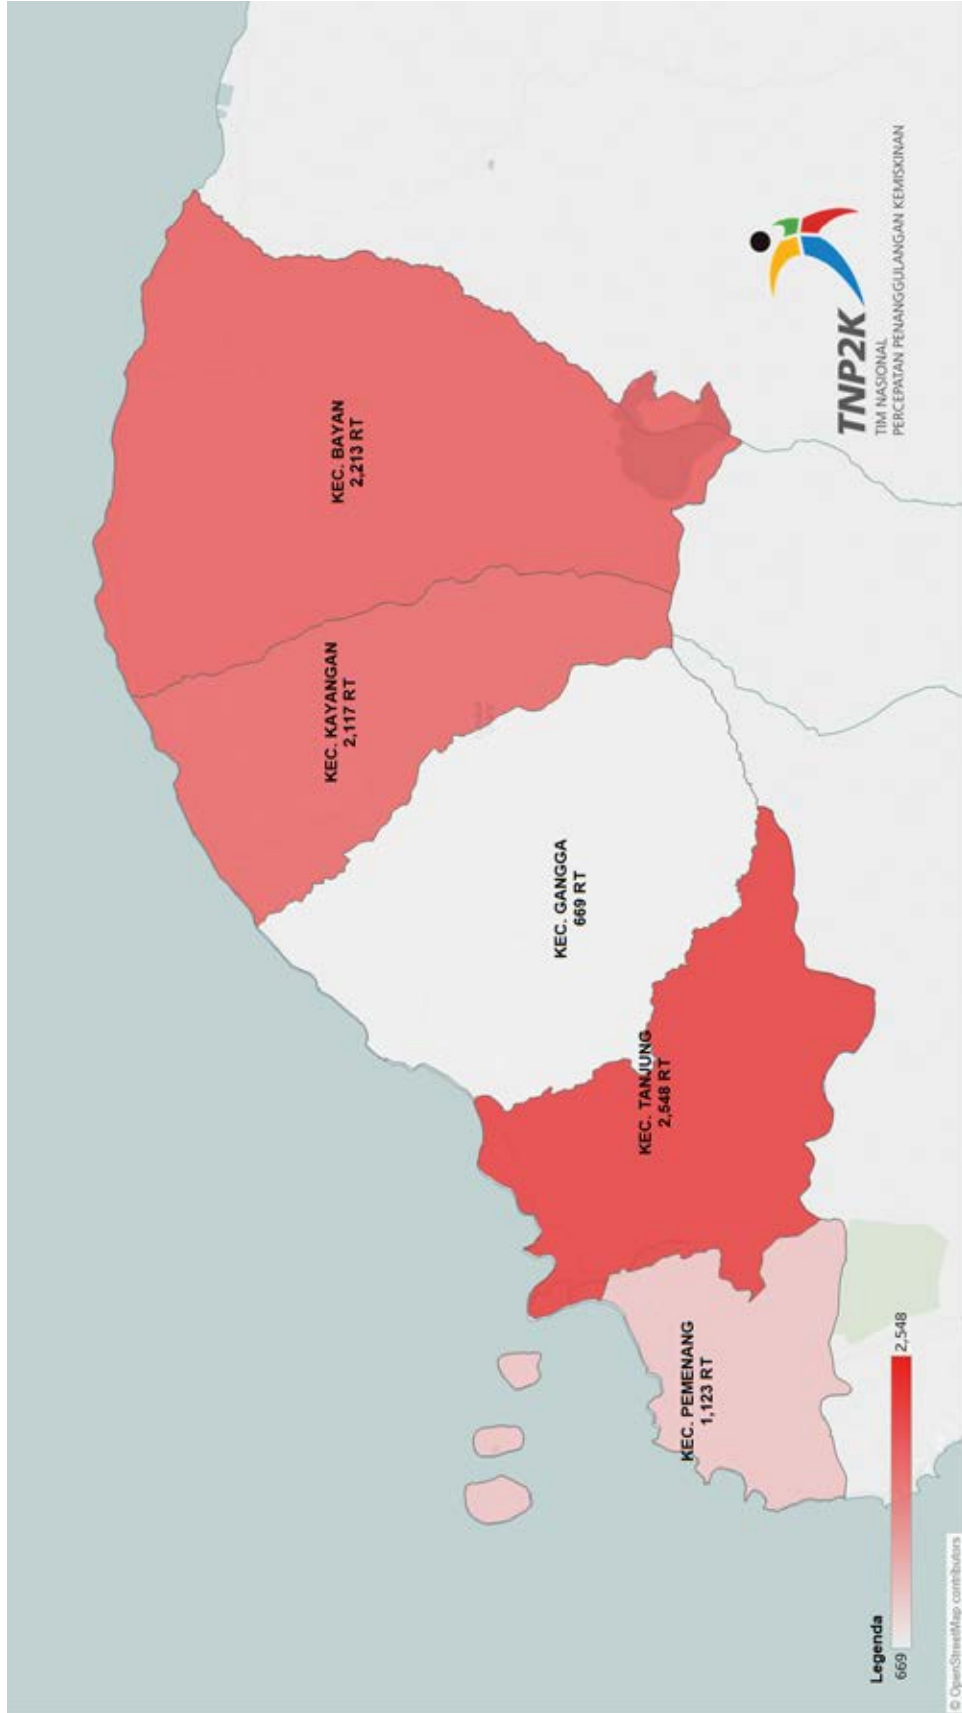 KEC. BAYAN
2,213 RT
KEC. KAYANGAN
2,117 RT
KEC. GANGGA
669 RT
KEC. TANJUNG
2,548 RT
KEC. PEMENANG
1,123 RT
TNP2K
TIM NASIONAL
PERCEPATAN PENANGGULANGAN KEMISKINAN
Legenda
669 2,548
© OpenStreetMap contributors